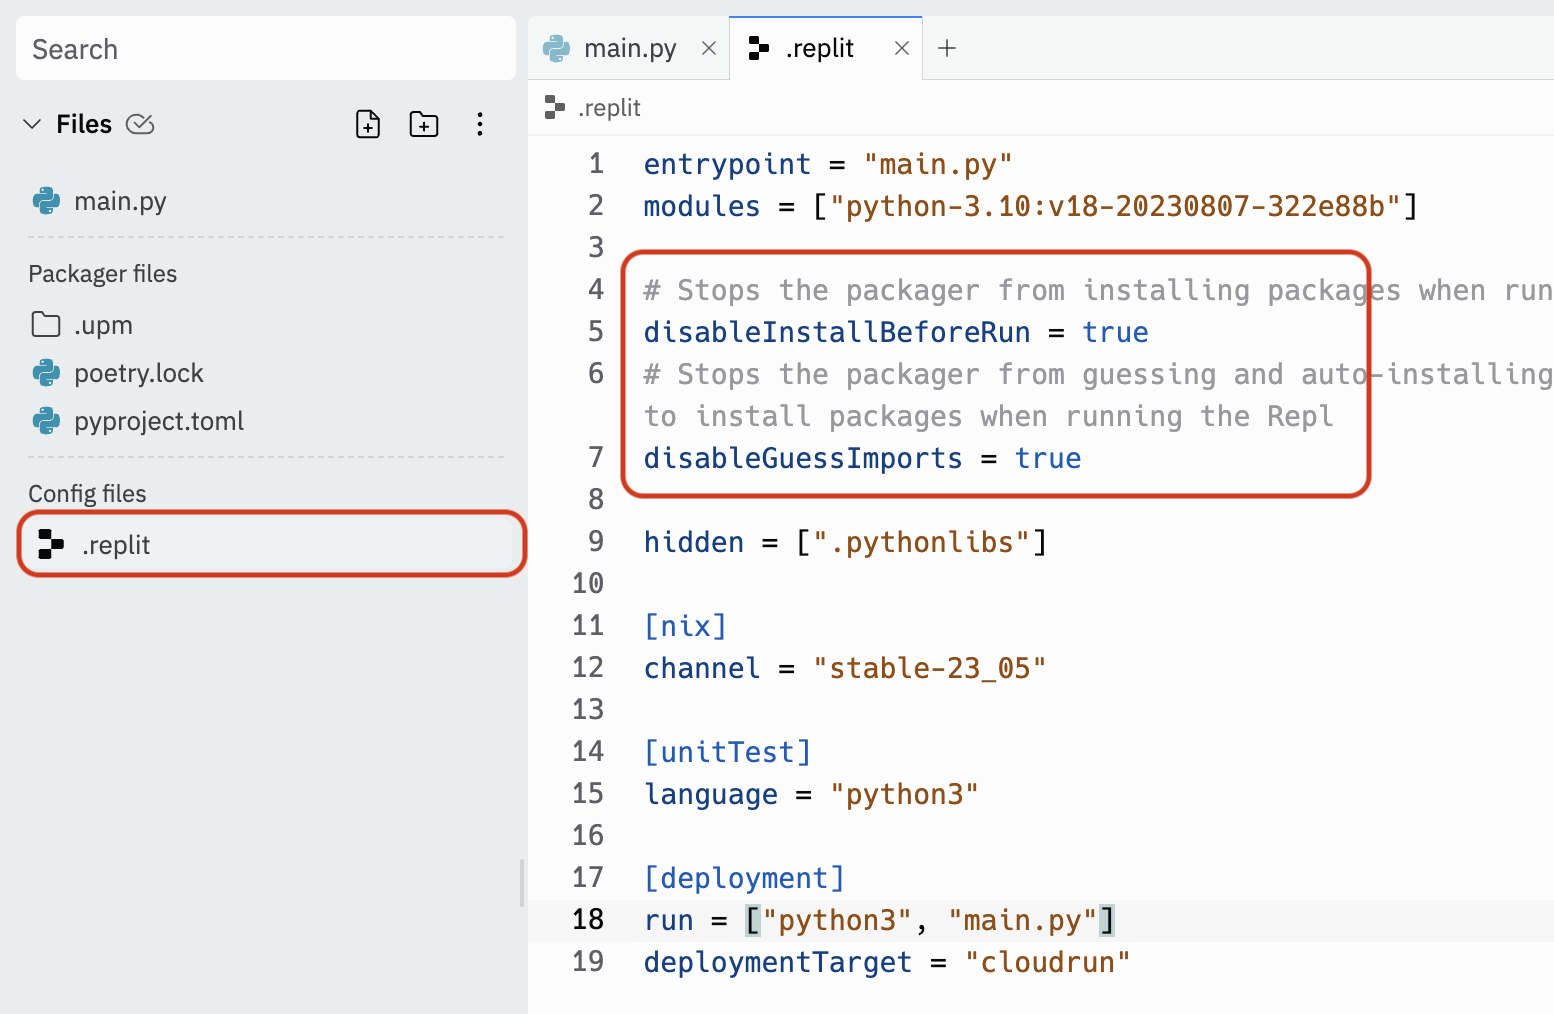 Search
Files
main.py
Packager files
.upm
poetry.lock
pyproject.toml
Config files
.replit
main.py
.replit
.replit
1 entrypoint = "main.py"
2 modules = ["python-3.10:v18-20230807-322e88b"]
3
4 # Stops the packager from installing packages when run
5 disableInstallBeforeRun = true
6 # Stops the packager from guessing and auto-installing
to install packages when running the Repl
7 disableGuessImports = true
8
9 hidden = [".pythonlibs"]
10
11 [nix]
12 channel = "stable-23_05"
13
14 [unitTest]
15 language = "python3"
16
17 [deployment]
18 run = ["python3", "main.py"]
19 deploymentTarget = "cloudrun"